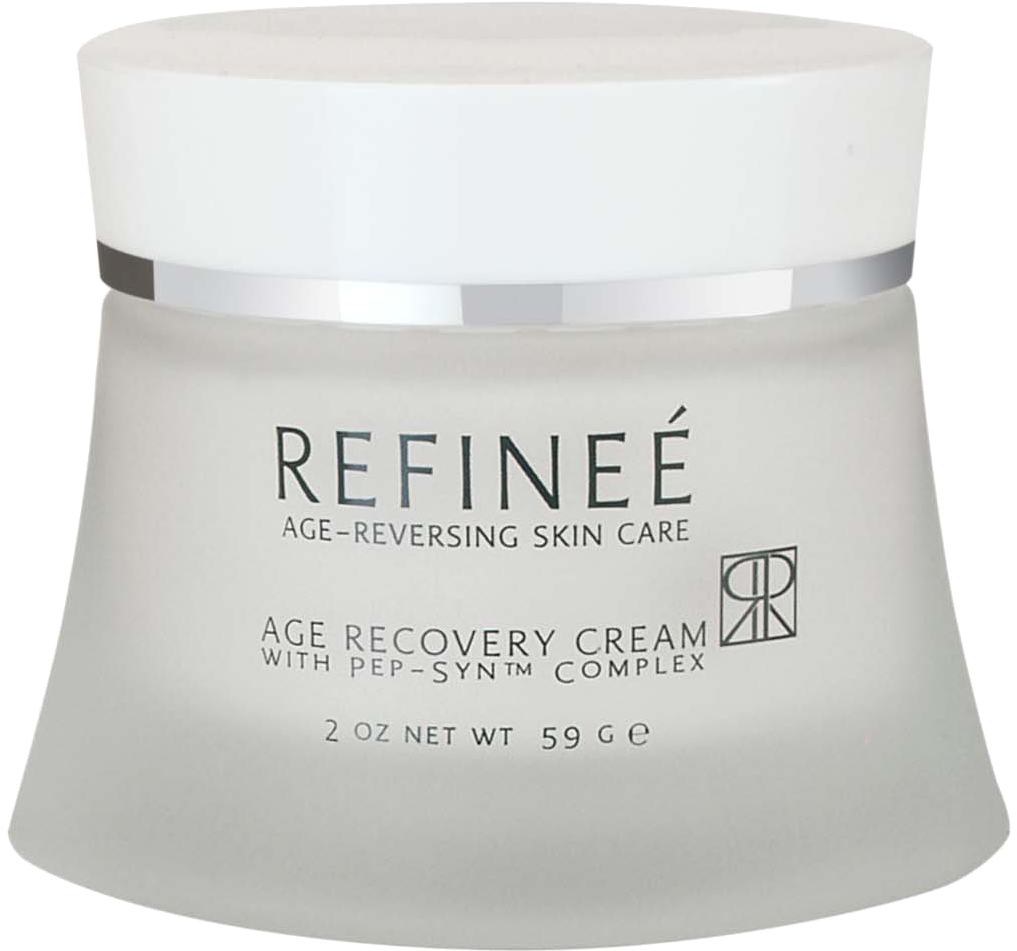 REFINEÉ
AGE-REVERSING SKIN CARE
AGE RECOVERY CREAM
WITH PEP-SYN™ COMPLEX
2 OZ NET WT 59 G ℮